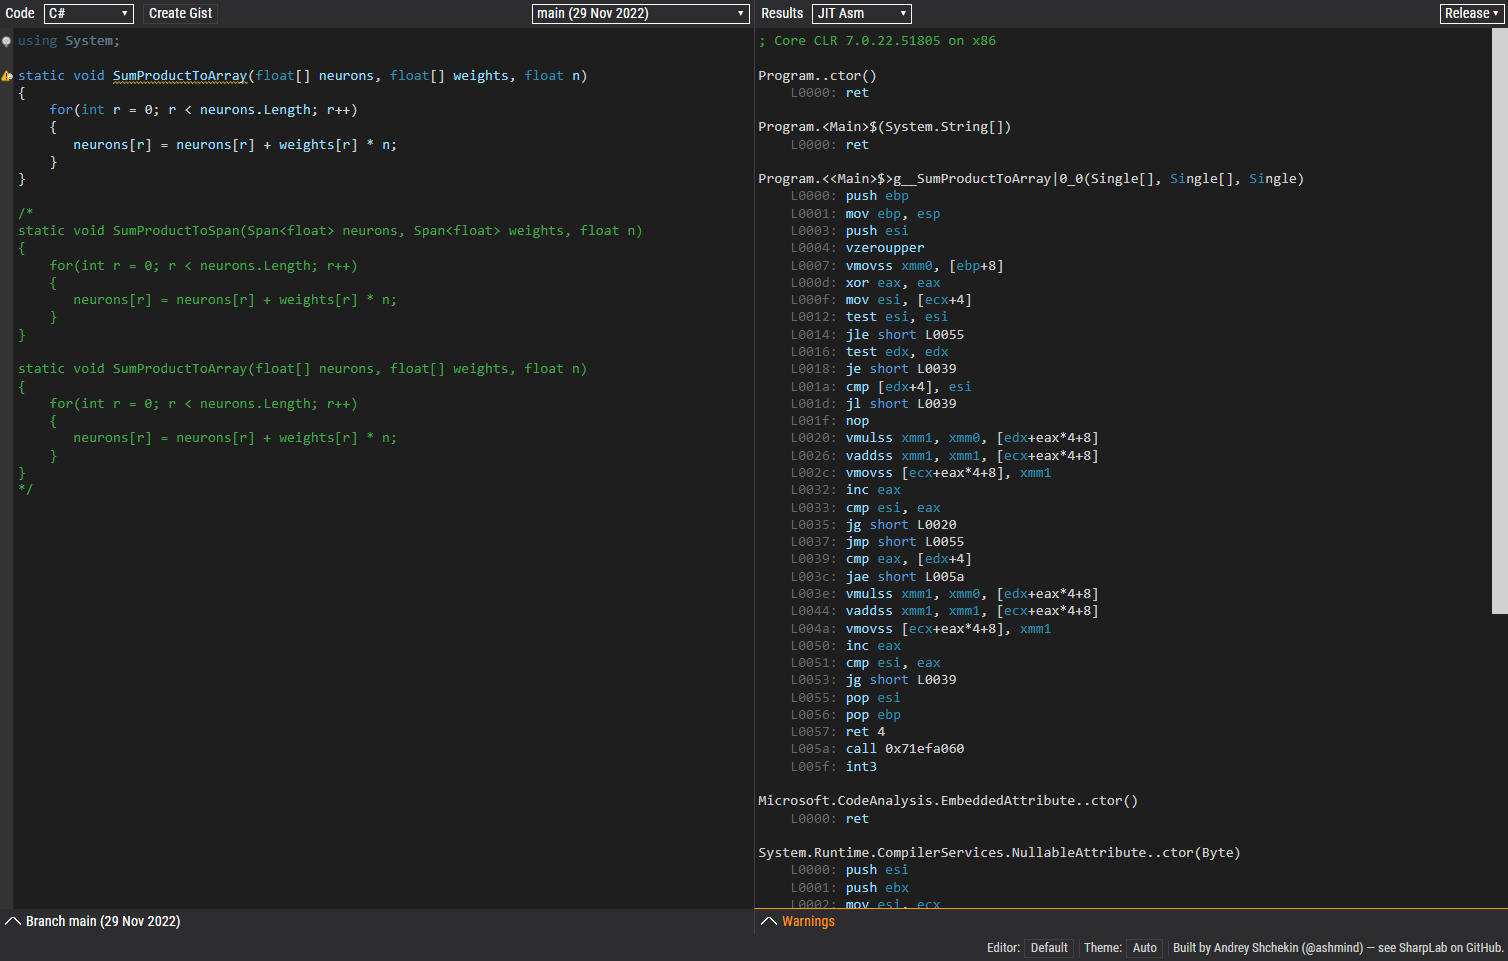 Code C# Create Gist main (29 Nov 2022) Results JIT Asm Release
using System;
static void SumProductToArray(float[] neurons, float[] weights, float n)
{
    for(int r = 0; r < neurons.Length; r++)
    {
       neurons[r] = neurons[r] + weights[r] * n;
    }
}
/*
static void SumProductToSpan(Span<float> neurons, Span<float> weights, float n)
{
    for(int r = 0; r < neurons.Length; r++)
    {
       neurons[r] = neurons[r] + weights[r] * n;
    }
}
static void SumProductToArray(float[] neurons, float[] weights, float n)
{
    for(int r = 0; r < neurons.Length; r++)
    {
       neurons[r] = neurons[r] + weights[r] * n;
    }
}
*/
Branch main (29 Nov 2022)
; Core CLR 7.0.22.51805 on x86
Program..ctor()
    L0000: ret
Program.<Main>$(System.String[])
    L0000: ret
Program.<<Main>$>g__SumProductToArray|0_0(Single[], Single[], Single)
    L0000: push ebp
    L0001: mov ebp, esp
    L0003: push esi
    L0004: vzeroupper
    L0007: vmovss xmm0, [ebp+8]
    L000d: xor eax, eax
    L000f: mov esi, [ecx+4]
    L0012: test esi, esi
    L0014: jle short L0055
    L0016: test edx, edx
    L0018: je short L0039
    L001a: cmp [edx+4], esi
    L001d: jl short L0039
    L001f: nop
    L0020: vmulss xmm1, xmm0, [edx+eax*4+8]
    L0026: vaddss xmm1, xmm1, [ecx+eax*4+8]
    L002c: vmovss [ecx+eax*4+8], xmm1
    L0032: inc eax
    L0033: cmp esi, eax
    L0035: jg short L0020
    L0037: jmp short L0055
    L0039: cmp eax, [edx+4]
    L003c: jae short L005a
    L003e: vmulss xmm1, xmm0, [edx+eax*4+8]
    L0044: vaddss xmm1, xmm1, [ecx+eax*4+8]
    L004a: vmovss [ecx+eax*4+8], xmm1
    L0050: inc eax
    L0051: cmp esi, eax
    L0053: jg short L0039
    L0055: pop esi
    L0056: pop ebp
    L0057: ret 4
    L005a: call 0x71efa060
    L005f: int3
Microsoft.CodeAnalysis.EmbeddedAttribute..ctor()
    L0000: ret
System.Runtime.CompilerServices.NullableAttribute..ctor(Byte)
    L0000: push esi
    L0001: push ebx
    L0002: mov esi, ecx
Warnings
Editor: Default Theme: Auto Built by Andrey Shchekin (@ashmind) — see SharpLab on GitHub.